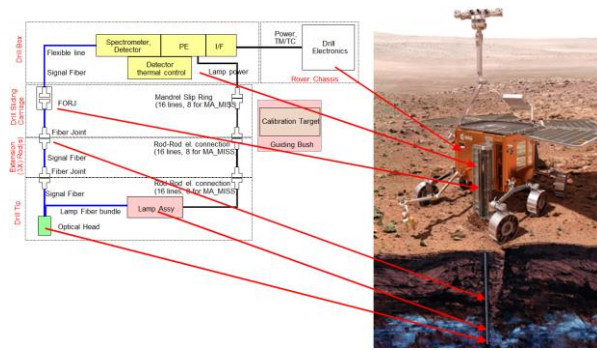 Drill Box
Flexible line
Signal Fiber
Spectrometer,
Detector
PE
I/F
Detector
thermal control
Lamp power
Power,
TM/TC
Drill
Electronics
Rover Chassis
Drill Sliding
Carriage
FORJ
Fiber Joint
Mandrel Slip Ring
(16 lines, 8 for MA_MISS)
Calibration Target
Guiding Bush
Extension
(3X) Rod(s)
Signal Fiber
Fiber Joint
Rod-Rod el. connection
(16 lines, 8 for MA_MISS)
Drill Tip
Signal Fiber
Rod-Rod el. connection
(16 lines, 8 for MA_MISS)
Lamp Fiber bundle
Lamp Assy
Optical Head